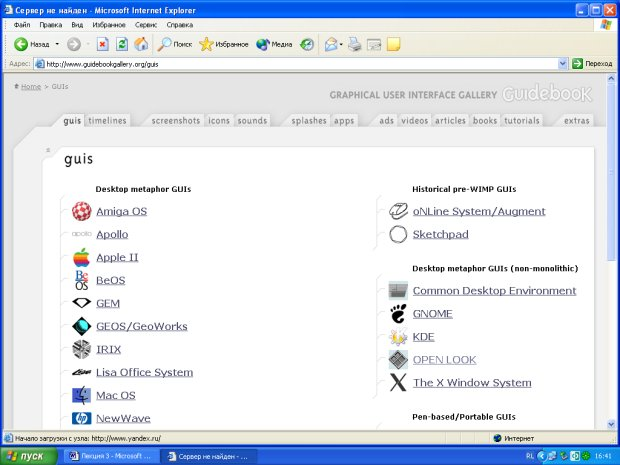 Сервер не найден - Microsoft Internet Explorer
Файл Правка Вид Избранное Сервис Справка
Назад Поиск Избранное Медиа
Адрес: http://www.guidebookgallery.org/guis Переход
Home > GUIs
GRAPHICAL USER INTERFACE GALLERY Guidebook
guis timelines screenshots icons sounds splashes apps ads videos articles books tutorials extras
guis
Desktop metaphor GUIs
Amiga OS
apollo Apollo
Apple II
Be OS BeOS
GEM
GEOS/GeoWorks
IRIX
Lisa Lisa Office System
Mac OS
hp NewWave
Historical pre-WIMP GUIs
oNLine System/Augment
Sketchpad
Desktop metaphor GUIs (non-monolithic)
Common Desktop Environment
GNOME
KDE
OPEN LOOK
X The X Window System
Pen-based/Portable GUIs
Начало загрузки с узла: http://www.yandex.ru/ Интернет
пуск Лекция 3 - Microsoft ... Сервер не найден - ... RL 16:41